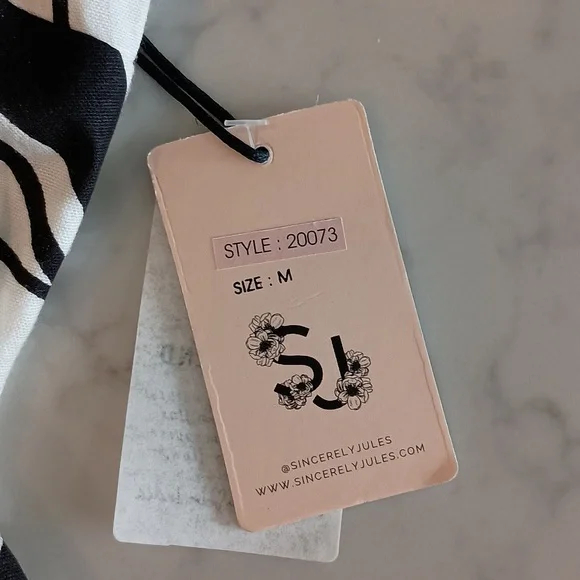 STYLE : 20073
SIZE : M
SJ
@SINCERELYJULES
WWW.SINCERELYJULES.COM